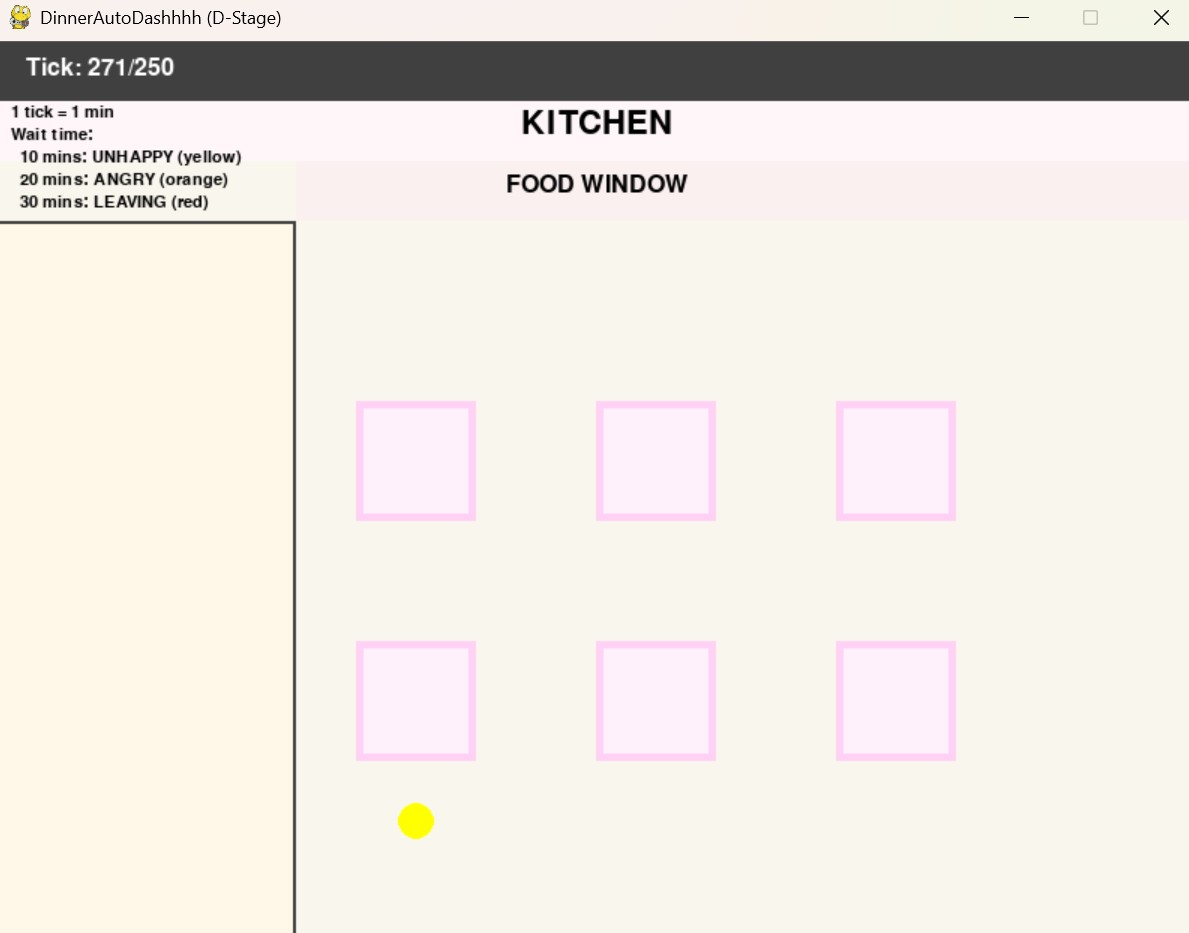 DinnerAutoDashhhh (D-Stage)
Tick: 271/250
1 tick = 1 min
Wait time:
10 mins: UNHAPPY (yellow)
20 mins: ANGRY (orange)
30 mins: LEAVING (red)
KITCHEN
FOOD WINDOW